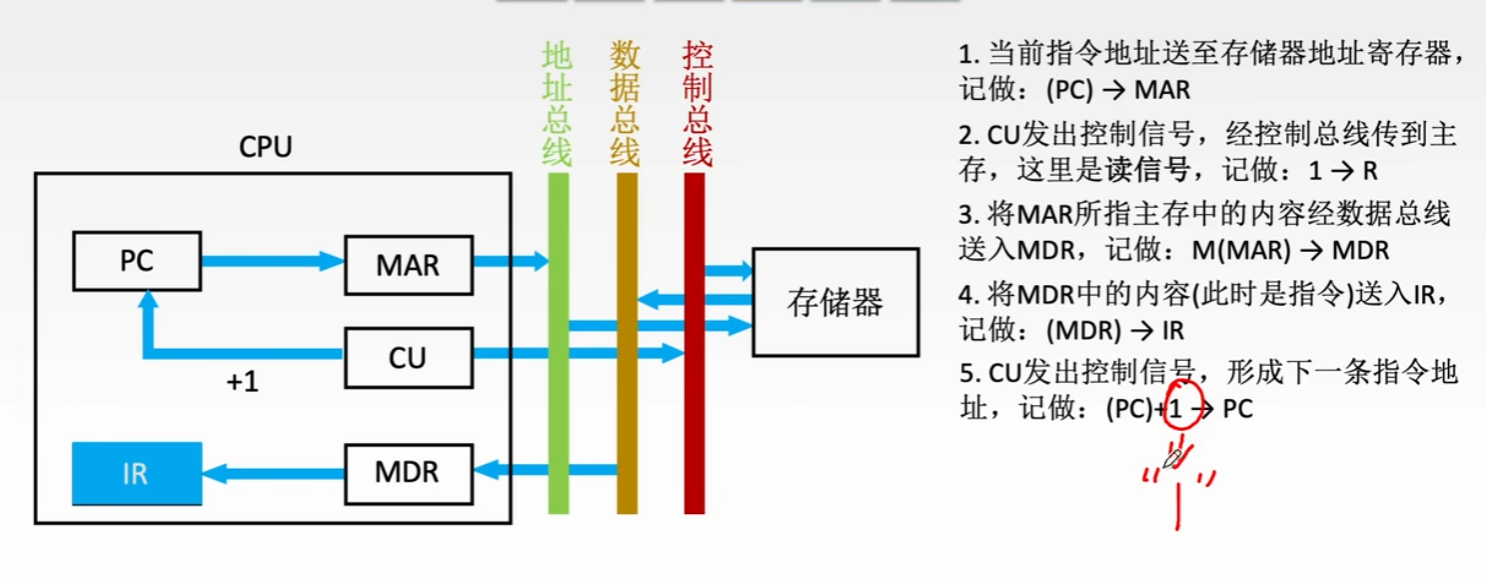 地址总线
数据总线
控制总线
CPU
PC
MAR
CU
+1
IR
MDR
存储器
1. 当前指令地址送至存储器地址寄存器，
记做：(PC) → MAR
2. CU发出控制信号，经控制总线传到主
存，这里是读信号，记做：1 → R
3. 将MAR所指主存中的内容经数据总线
送入MDR，记做：M(MAR) → MDR
4. 将MDR中的内容(此时是指令)送入IR，
记做：(MDR) → IR
5. CU发出控制信号，形成下一条指令地
址，记做：(PC)+1 → PC
“1”